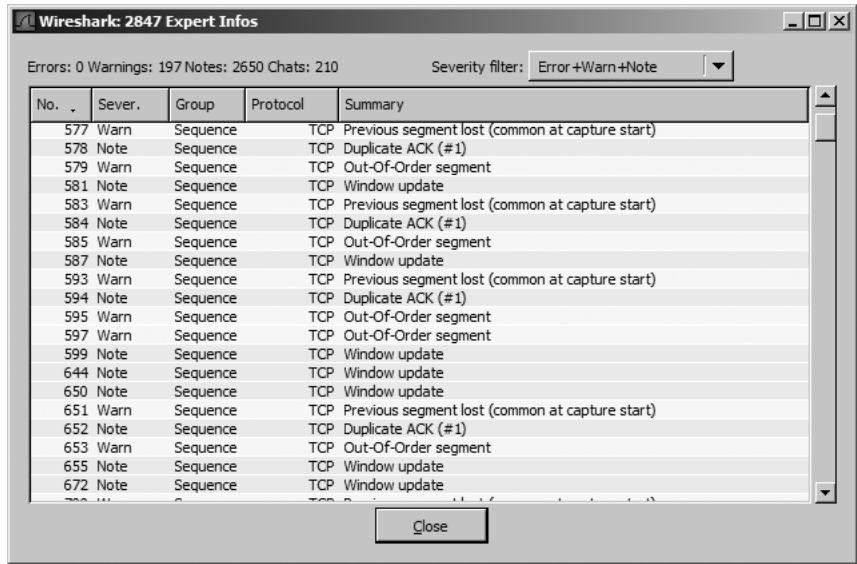 Wireshark: 2847 Expert Infos
Errors: 0 Warnings: 197 Notes: 2650 Chats: 210 Severity filter: Error+Warn+Note
No. Sever. Group Protocol Summary
577 Warn Sequence TCP Previous segment lost (common at capture start)
578 Note Sequence TCP Duplicate ACK (#1)
579 Warn Sequence TCP Out-Of-Order segment
581 Note Sequence TCP Window update
583 Warn Sequence TCP Previous segment lost (common at capture start)
584 Note Sequence TCP Duplicate ACK (#1)
585 Warn Sequence TCP Out-Of-Order segment
587 Note Sequence TCP Window update
593 Warn Sequence TCP Previous segment lost (common at capture start)
594 Note Sequence TCP Duplicate ACK (#1)
595 Warn Sequence TCP Out-Of-Order segment
597 Warn Sequence TCP Out-Of-Order segment
599 Note Sequence TCP Window update
644 Note Sequence TCP Window update
650 Note Sequence TCP Window update
651 Warn Sequence TCP Previous segment lost (common at capture start)
652 Note Sequence TCP Duplicate ACK (#1)
653 Warn Sequence TCP Out-Of-Order segment
655 Note Sequence TCP Window update
672 Note Sequence TCP Window update
Close